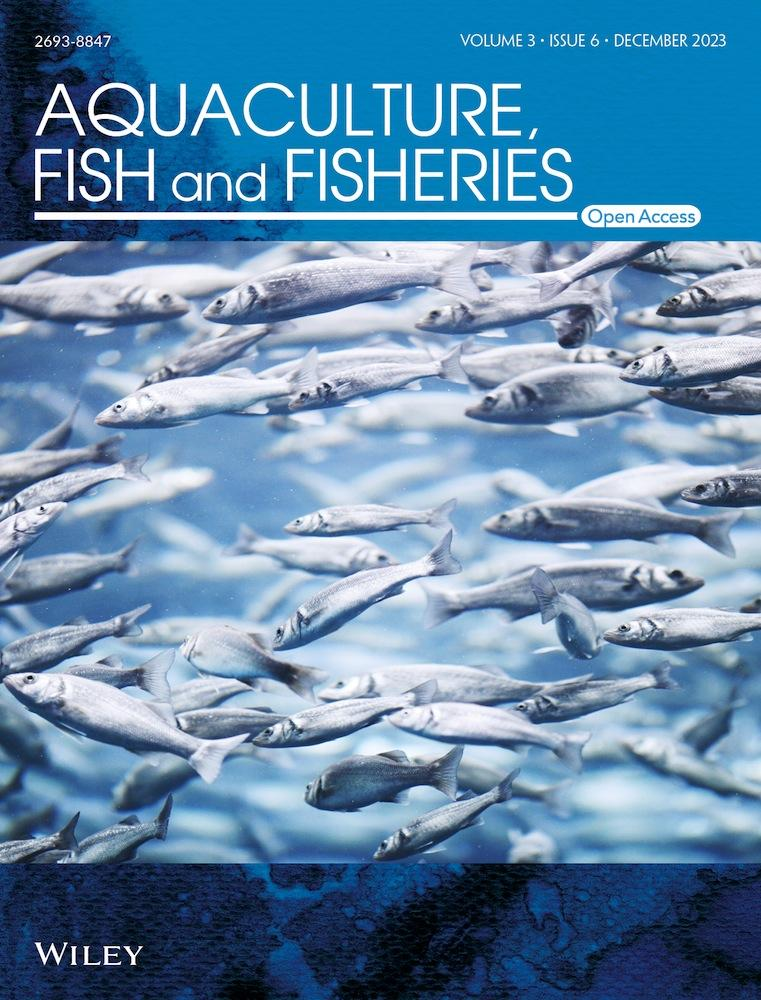 2693-8847
VOLUME 3 • ISSUE 6 • DECEMBER 2023
AQUACULTURE,
FISH and FISHERIES
Open Access
WILEY